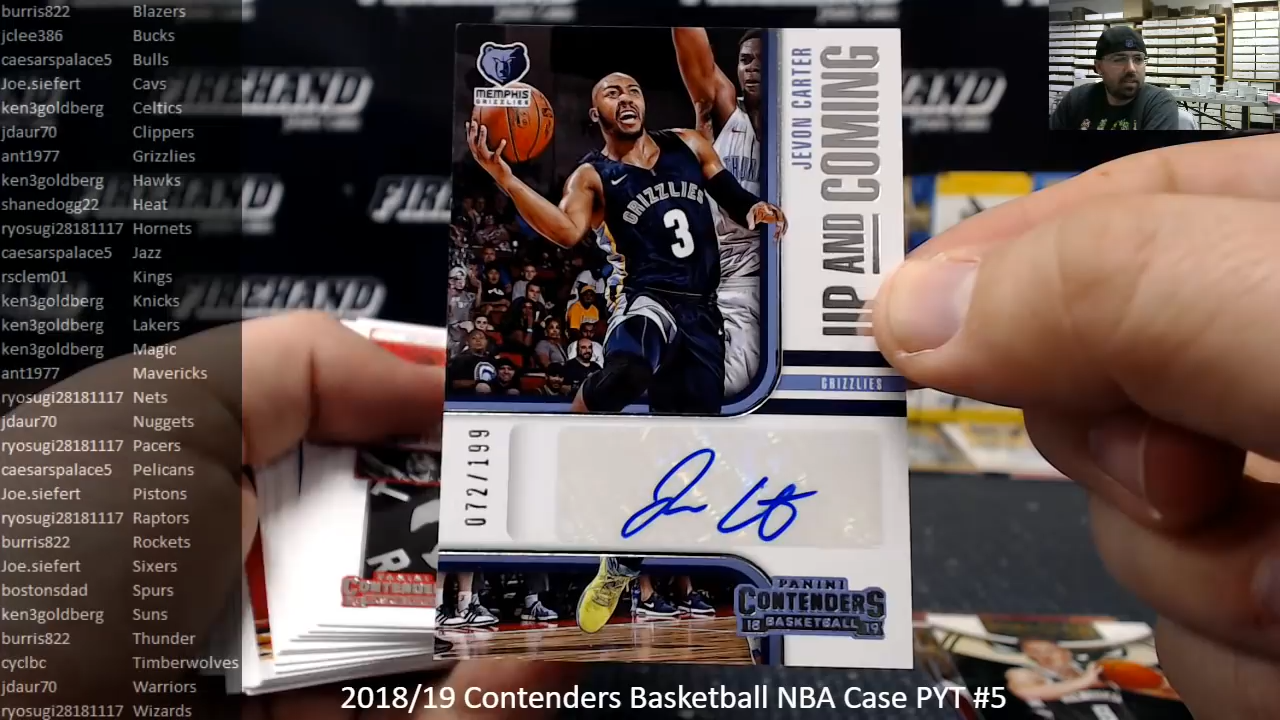 burris822 Blazers
jclee386 Bucks
caesarspalace5 Bulls
Joe.siefert Cavs
ken3goldberg Celtics
jdaur70 Clippers
ant1977 Grizzlies
ken3goldberg Hawks
shanedogg22 Heat
ryosugi28181117 Hornets
caesarspalace5 Jazz
rsclem01 Kings
ken3goldberg Knicks
ken3goldberg Lakers
ken3goldberg Magic
ant1977 Mavericks
ryosugi28181117 Nets
jdaur70 Nuggets
ryosugi28181117 Pacers
caesarspalace5 Pelicans
Joe.siefert Pistons
ryosugi28181117 Raptors
burris822 Rockets
Joe.siefert Sixers
bostonsdad Spurs
ken3goldberg Suns
burris822 Thunder
cyclbc Timberwolves
jdaur70 Warriors
ryosugi28181117 Wizards
MEMPHIS
GRIZZLIES
GRIZZLIES
3
JEVON CARTER
UP AND COMING
GRIZZLIES
072/199
PANINI
CONTENDERS
18 BASKETBALL 19
2018/19 Contenders Basketball NBA Case PYT #5